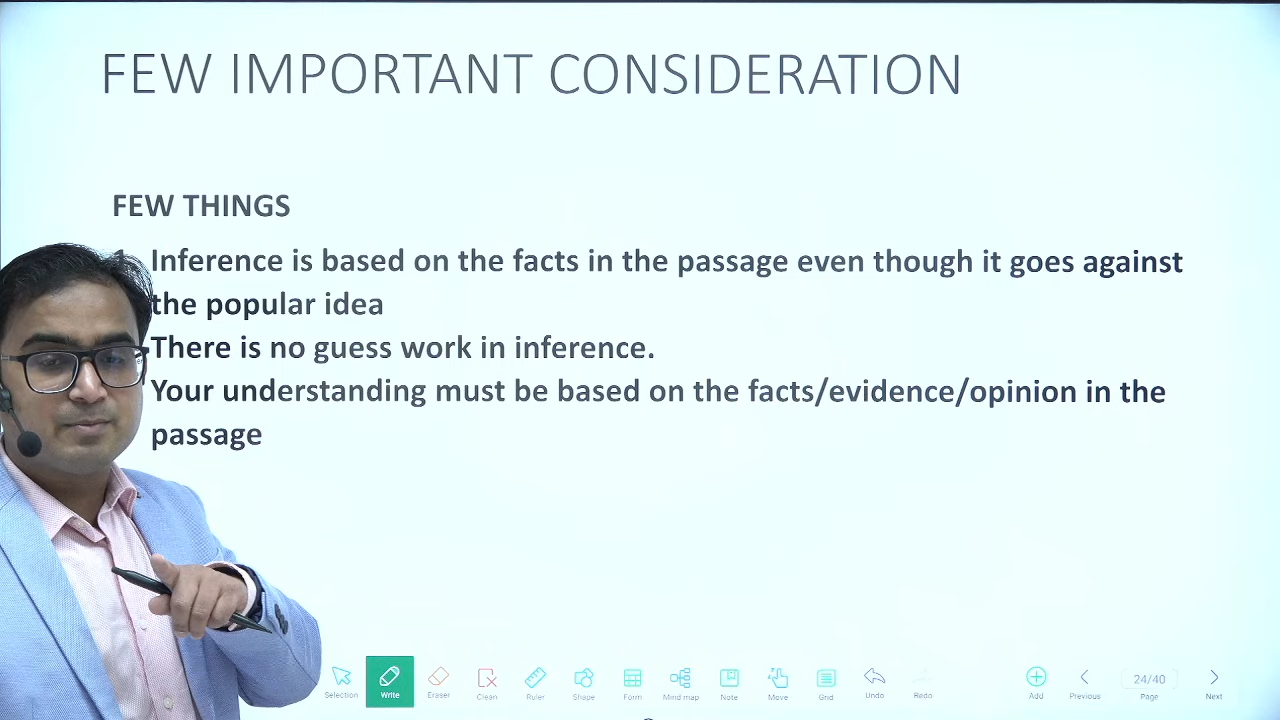 FEW IMPORTANT CONSIDERATION
FEW THINGS
Inference is based on the facts in the passage even though it goes against
the popular idea
There is no guess work in inference.
Your understanding must be based on the facts/evidence/opinion in the
passage
Selection Write Eraser Clean Ruler Shape Form Mind map Note Move Grid Undo Redo Add Previous 24/40 Page Next